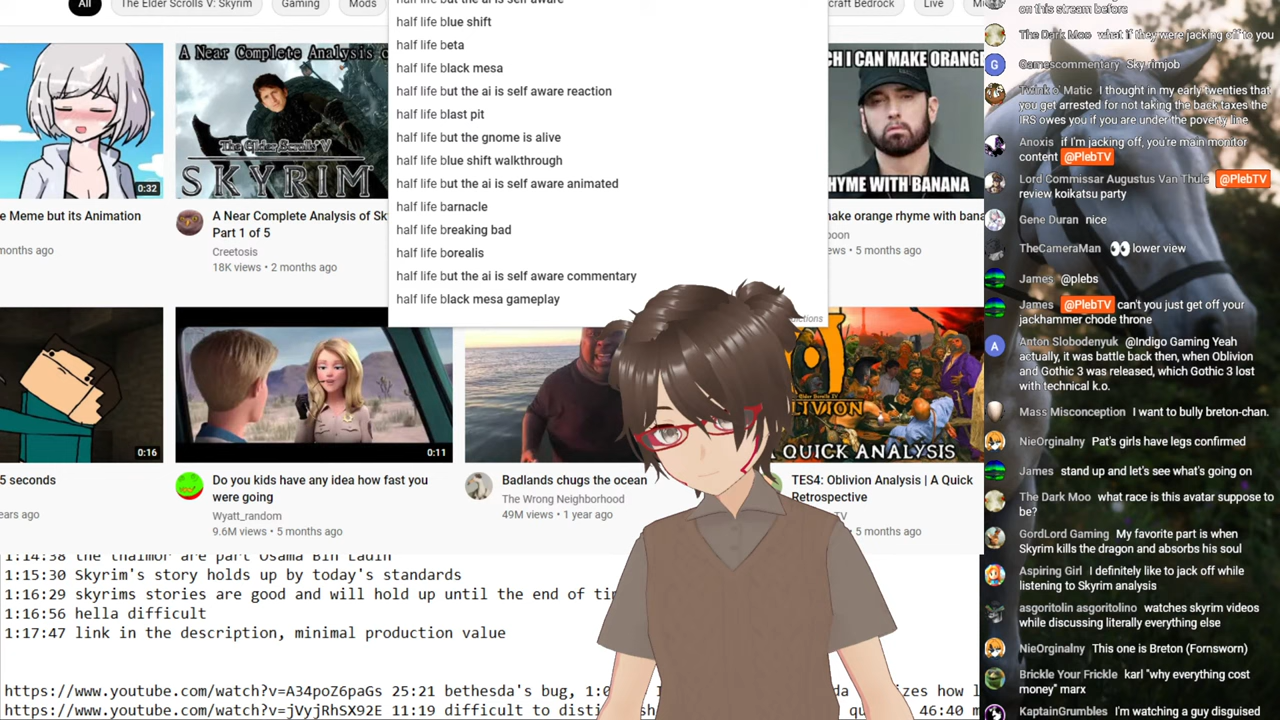 All
The Elder Scrolls V: Skyrim
Gaming
Mods
craft Bedrock
Live
half life but the ai is self aware
half life blue shift
half life beta
half life black mesa
half life but the ai is self aware reaction
half life blast pit
half life but the gnome is alive
half life blue shift walkthrough
half life but the ai is self aware animated
half life barnacle
half life breaking bad
half life borealis
half life but the ai is self aware commentary
half life black mesa gameplay
0:32
A Near Complete Analysis
The Elder Scrolls V
SKYRIM
CH I CAN MAKE ORANGE
HYME WITH BANANA
e Meme but its Animation
months ago
A Near Complete Analysis of Sk
Part 1 of 5
Creetosis
18K views • 2 months ago
ake orange rhyme with bana
oon
ws • 5 months ago
0:16
5 seconds
ears ago
0:11
Do you kids have any idea how fast you
were going
Wyatt_random
9.6M views • 5 months ago
Badlands chugs the ocean
The Wrong Neighborhood
49M views • 1 year ago
Elder Scrolls IV
LIVION
QUICK ANALYSIS
TES4: Oblivion Analysis | A Quick
Retrospective
TV
5 months ago
1:14:38 the thalmor are part Osama Bin Ladin
1:15:30 Skyrim's story holds up by today's standards
1:16:29 skyrims stories are good and will hold up until the end of ti
1:16:56 hella difficult
1:17:47 link in the description, minimal production value
https://www.youtube.com/watch?v=A34poZ6paGs 25:21 bethesda's bug, 1:0
https://www.youtube.com/watch?v=jVyjRhSX92E 11:19 difficult to dist
46:40
on this stream before
The Dark Moo what if they were jacking off to you
Gamescommentary Sky rimjob
Twink o' Matic I thought in my early twenties that
you get arrested for not taking the back taxes the
IRS owes you if you are under the poverty line
Anoxis if I'm jacking off, you're main monitor
content @PlebTV
Lord Commissar Augustus Van Thule @PlebTV
review koikatsu party
Gene Duran nice
TheCameraMan 👀 lower view
James @plebs
James @PlebTV can't you just get off your
jackhammer chode throne
Anton Slobodenyuk @Indigo Gaming Yeah
actually, it was battle back then, when Oblivion
and Gothic 3 was released, which Gothic 3 lost
with technical k.o.
Mass Misconception I want to bully breton-chan.
NieOrginalny Pat's girls have legs confirmed
James stand up and let's see what's going on
The Dark Moo what race is this avatar suppose to
be?
GordLord Gaming My favorite part is when
Skyrim kills the dragon and absorbs his soul
Aspiring Girl I definitely like to jack off while
listening to Skyrim analysis
asgoritolin asgoritolino watches skyrim videos
while discussing literally everything else
NieOrginalny This one is Breton (Fornsworn)
Brickle Your Frickle karl "why everything cost
money" marx
KaptainGrumbles I'm watching a guy disguised